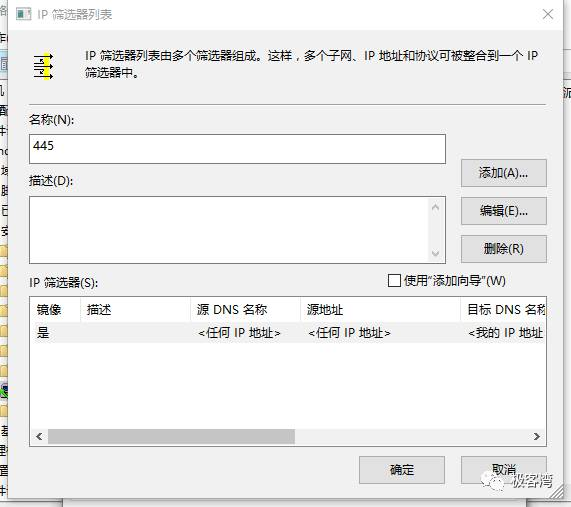 IP 筛选器列表
IP 筛选器列表由多个筛选器组成。这样，多个子网、IP 地址和协议可被整合到一个 IP
筛选器中。
名称(N):
445
添加(A)...
描述(D):
编辑(E)...
删除(R)
IP 筛选器(S):
使用"添加向导"(W)
镜像 描述 源 DNS 名称 源地址 目标 DNS 名称
是 <任何 IP 地址> <任何 IP 地址> <我的 IP 地址
确定
取消
极客湾